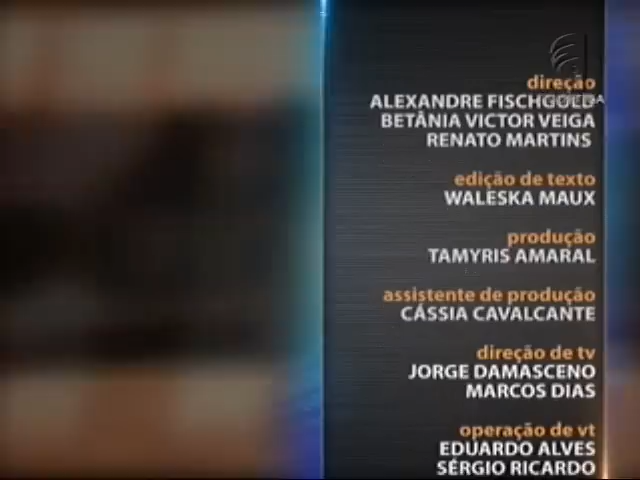 direção
ALEXANDRE FISCHGOLD
BETÂNIA VICTOR VEIGA
RENATO MARTINS
edição de texto
WALESKA MAUX
produção
TAMYRIS AMARAL
assistente de produção
CÁSSIA CAVALCANTE
direção de tv
JORGE DAMASCENO
MARCOS DIAS
operação de vt
EDUARDO ALVES
SÉRGIO RICARDO